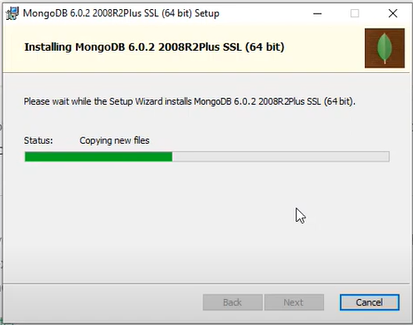 MongoDB 6.0.2 2008R2Plus SSL (64 bit) Setup
Installing MongoDB 6.0.2 2008R2Plus SSL (64 bit)
Please wait while the Setup Wizard installs MongoDB 6.0.2 2008R2Plus SSL (64 bit).
Status: Copying new files
Back Next Cancel